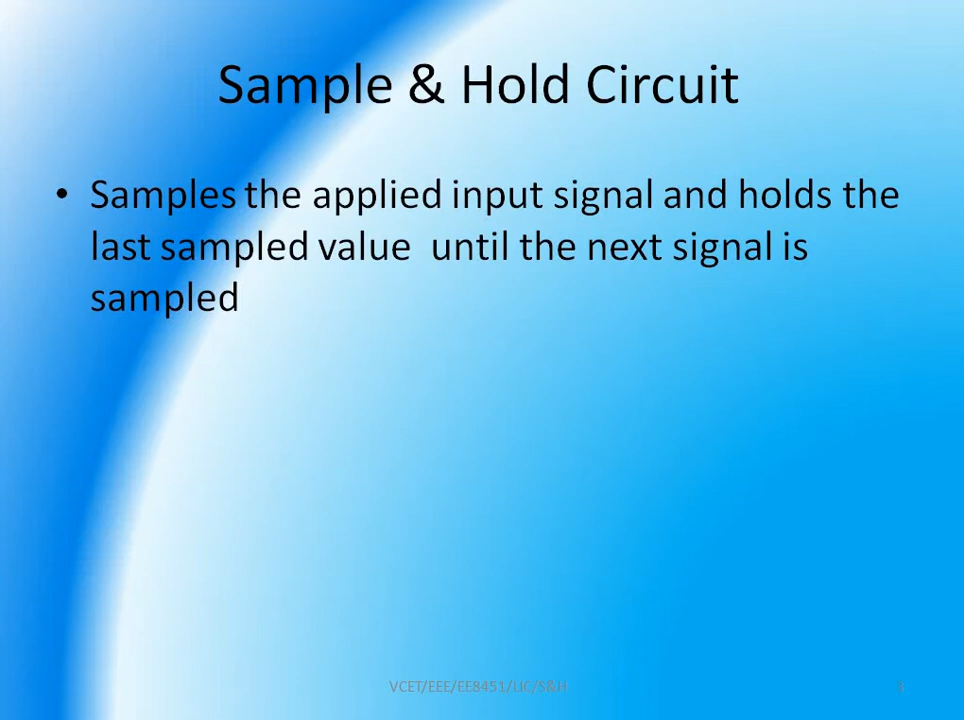 Sample & Hold Circuit
• Samples the applied input signal and holds the
last sampled value  until the next signal is
sampled
VCET/EEE/EE8451/LIC/S&H
3